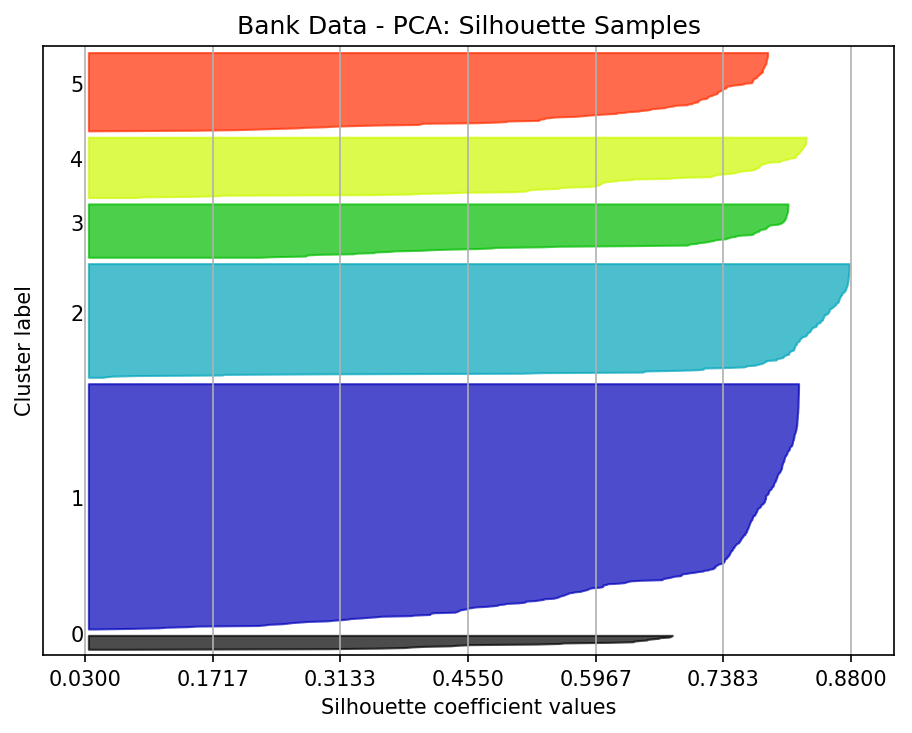 Bank Data - PCA: Silhouette Samples
5
4
3
2
1
0
Cluster label
0.0300 0.1717 0.3133 0.4550 0.5967 0.7383 0.8800
Silhouette coefficient values